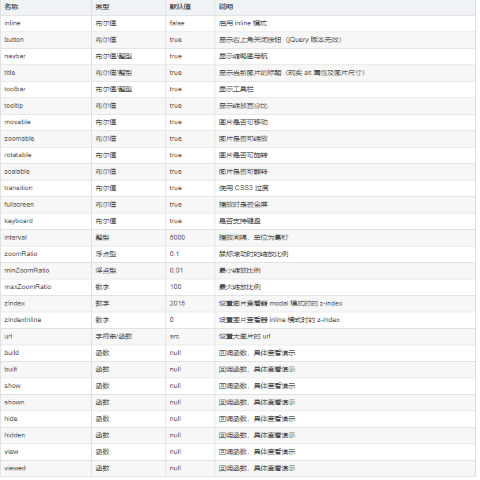 名称 类型 默认值 说明
inline 布尔值 false 启用 inline 模式
button 布尔值 true 显示右上角关闭按钮（jQuery 版本无效）
navbar 布尔值/整型 true 显示缩略图导航
title 布尔值/整型 true 显示当前图片的标题（现实 alt 属性及图片尺寸）
toolbar 布尔值/整型 true 显示工具栏
tooltip 布尔值 true 显示缩放百分比
movable 布尔值 true 图片是否可移动
zoomable 布尔值 true 图片是否可缩放
rotatable 布尔值 true 图片是否可旋转
scalable 布尔值 true 图片是否可翻转
transition 布尔值 true 使用 CSS3 过度
fullscreen 布尔值 true 播放时是否全屏
keyboard 布尔值 true 是否支持键盘
interval 整型 5000 播放间隔，单位为毫秒
zoomRatio 浮点型 0.1 鼠标滚动时的缩放比例
minZoomRatio 浮点型 0.01 最小缩放比例
maxZoomRatio 数字 100 最大缩放比例
zIndex 数字 2015 设置图片查看器 modal 模式时的 z-index
zIndexInline 数字 0 设置图片查看器 inline 模式时的 z-index
url 字符串/函数 src 设置大图片的 url
build 函数 null 回调函数，具体查看演示
built 函数 null 回调函数，具体查看演示
show 函数 null 回调函数，具体查看演示
shown 函数 null 回调函数，具体查看演示
hide 函数 null 回调函数，具体查看演示
hidden 函数 null 回调函数，具体查看演示
view 函数 null 回调函数，具体查看演示
viewed 函数 null 回调函数，具体查看演示